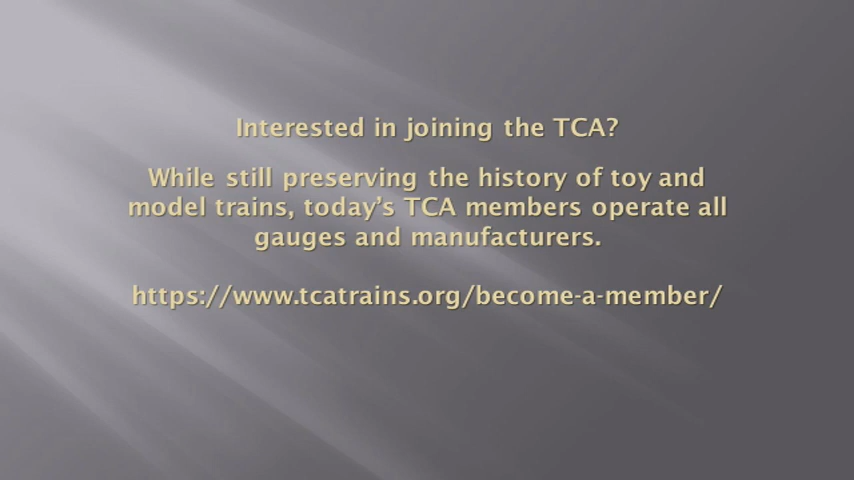 Interested in joining the TCA?
While still preserving the history of toy and
model trains, today’s TCA members operate all
gauges and manufacturers.
https://www.tcatrains.org/become-a-member/